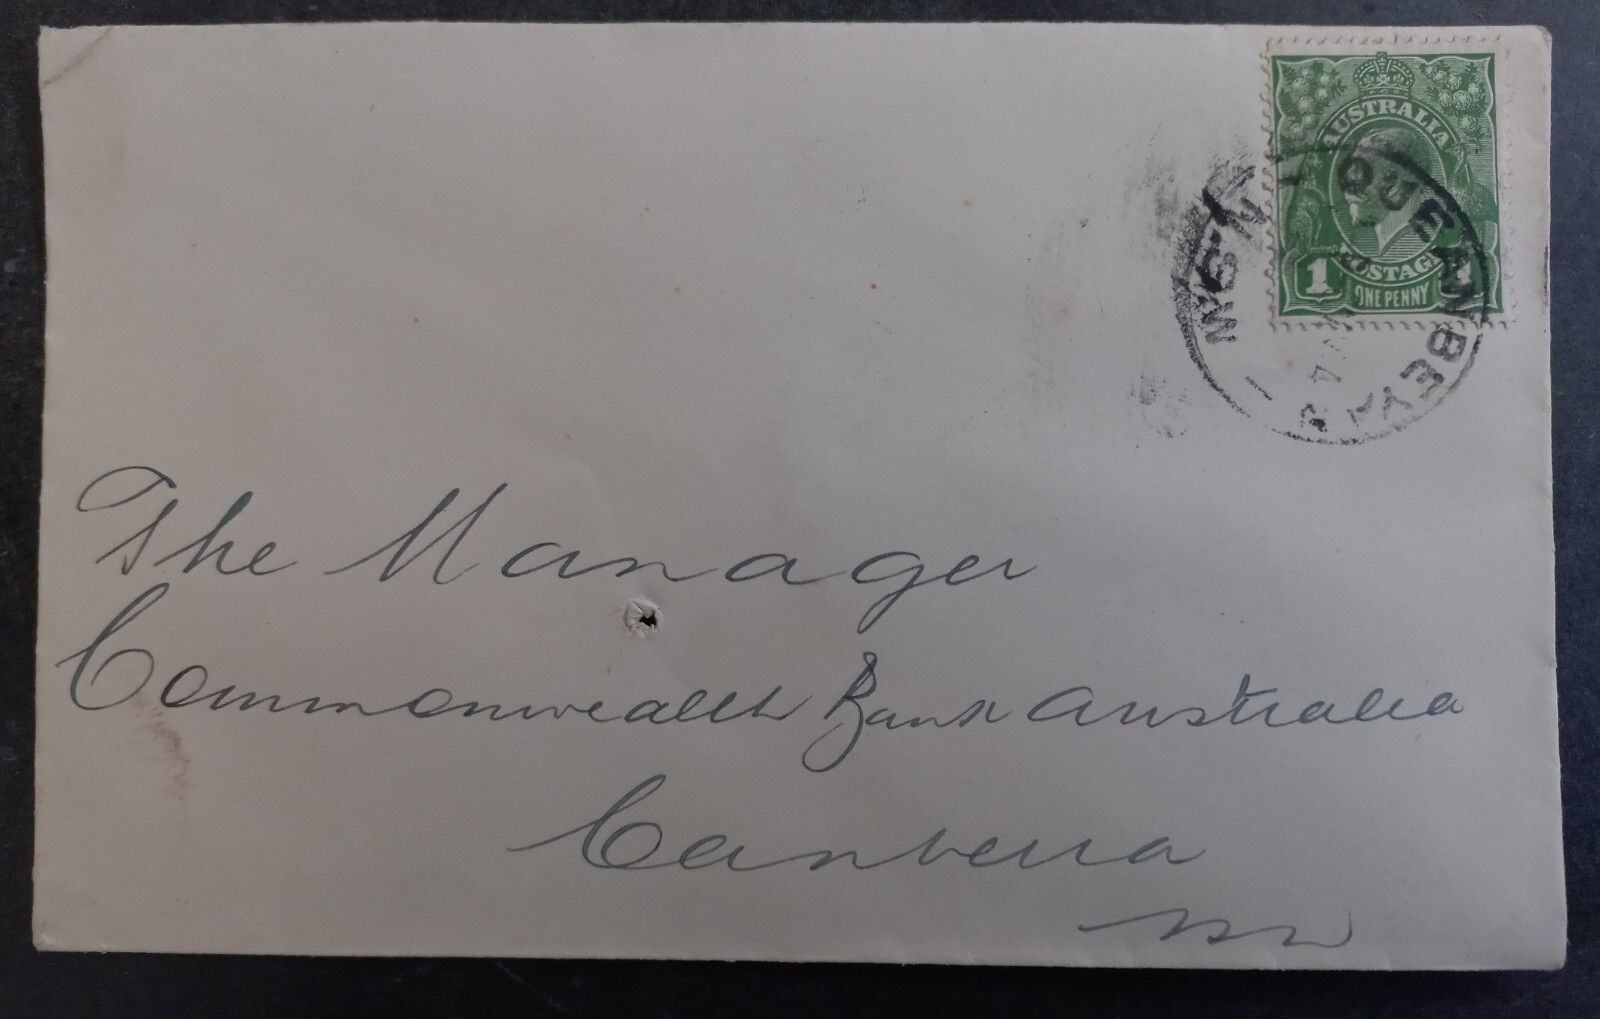 AUSTRALIA
POSTAGE
1
ONE PENNY
QUEANBEYAN
N.S.W
The Manager
Commonwealth Bank Australia
Canberra